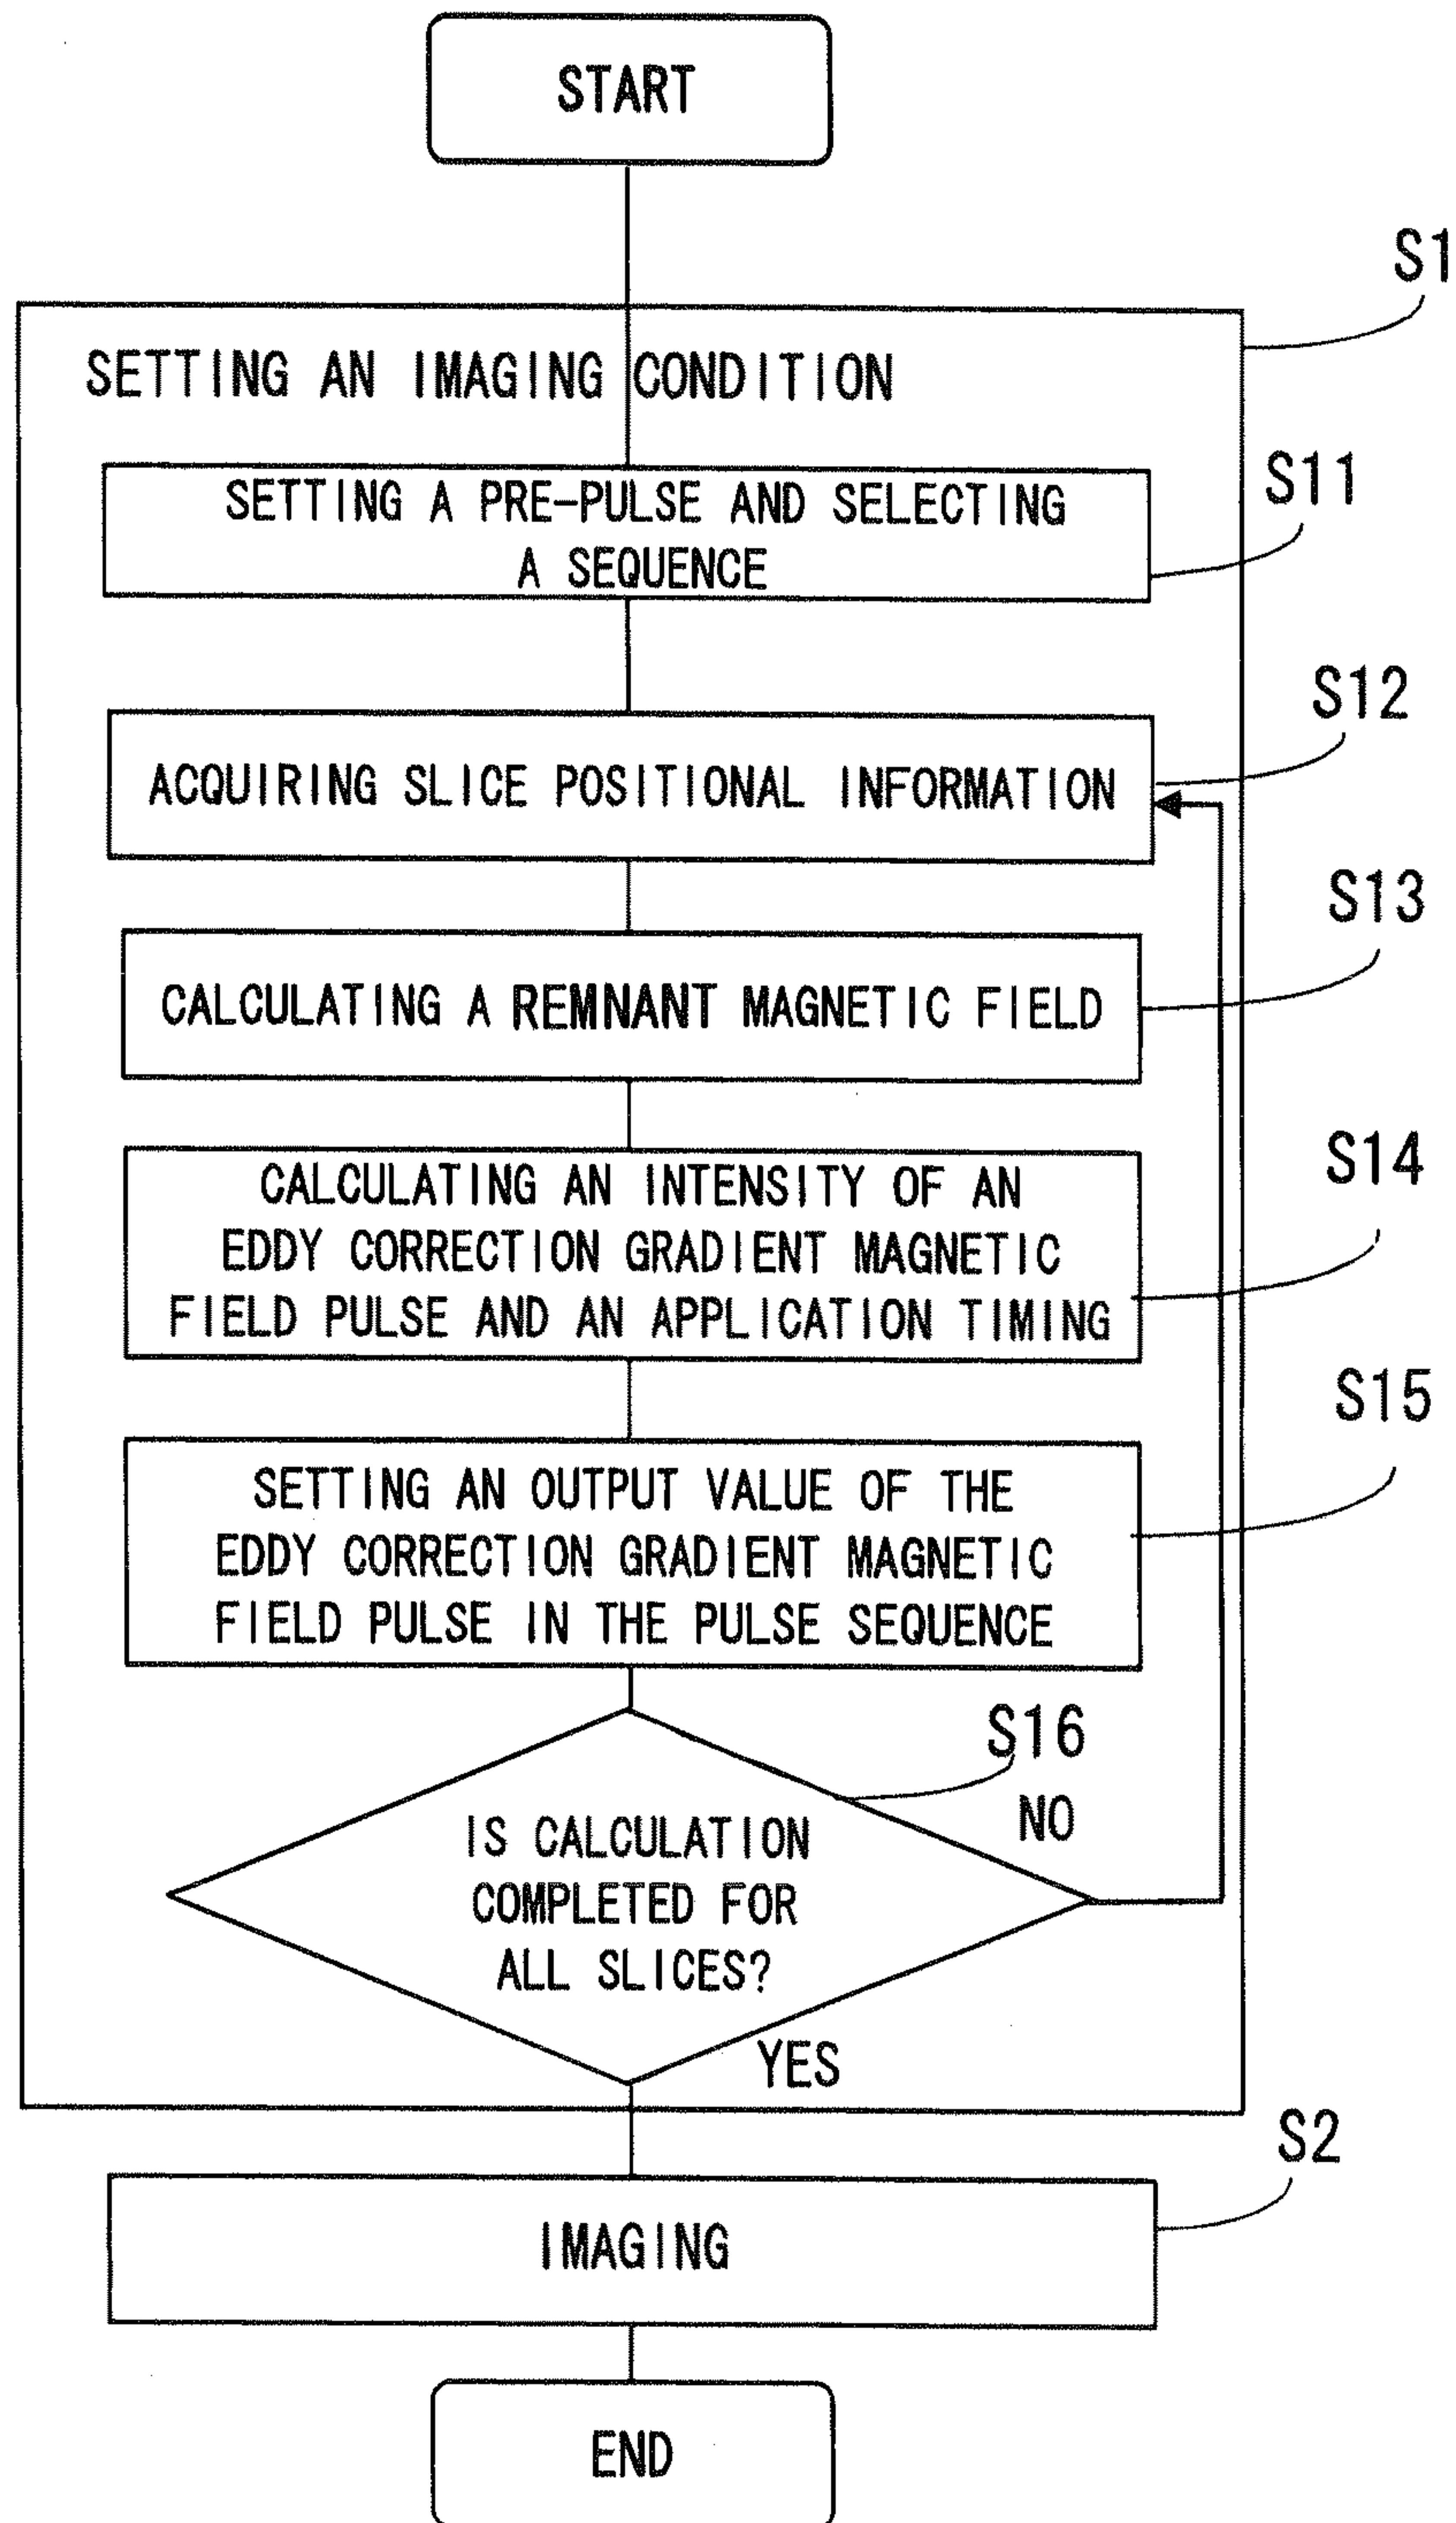 START
S1
SETTING AN IMAGING CONDITION
S11
SETTING A PRE-PULSE AND SELECTING
A SEQUENCE
S12
ACQUIRING SLICE POSITIONAL INFORMATION
S13
CALCULATING A REMNANT MAGNETIC FIELD
S14
CALCULATING AN INTENSITY OF AN
EDDY CORRECTION GRADIENT MAGNETIC
FIELD PULSE AND AN APPLICATION TIMING
S15
SETTING AN OUTPUT VALUE OF THE
EDDY CORRECTION GRADIENT MAGNETIC
FIELD PULSE IN THE PULSE SEQUENCE
S16
NO
IS CALCULATION
COMPLETED FOR
ALL SLICES?
YES
S2
IMAGING
END